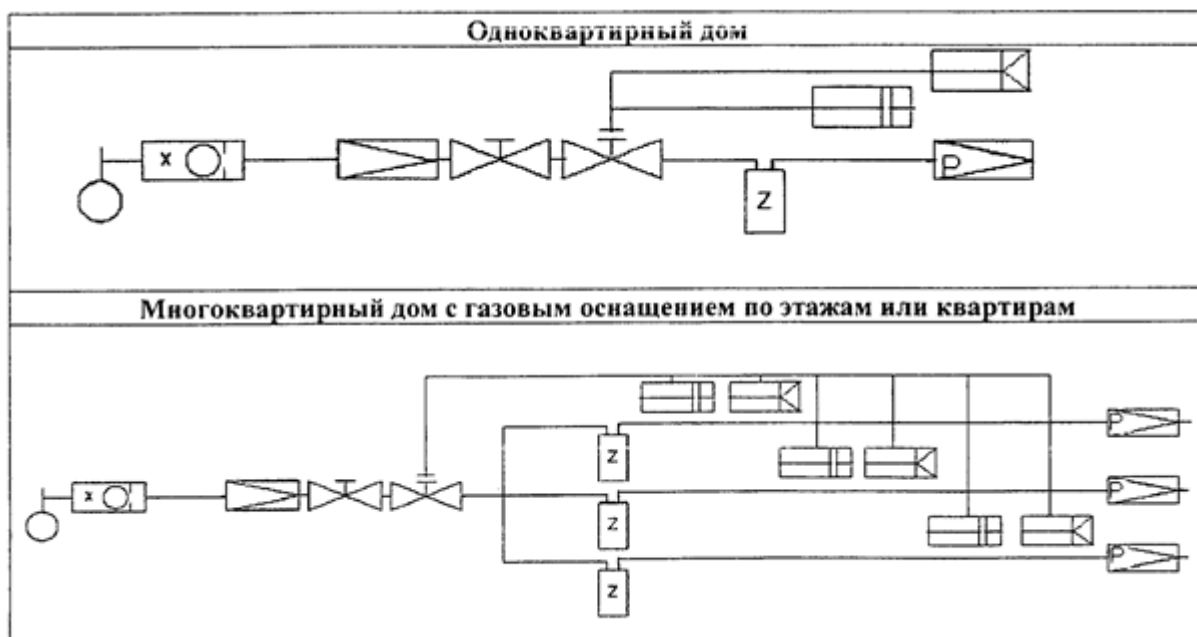 Одноквартирный дом
x
Z
P
Многоквартирный дом с газовым оснащением по этажам или квартирам
P
Z
x
P
Z
P
Z